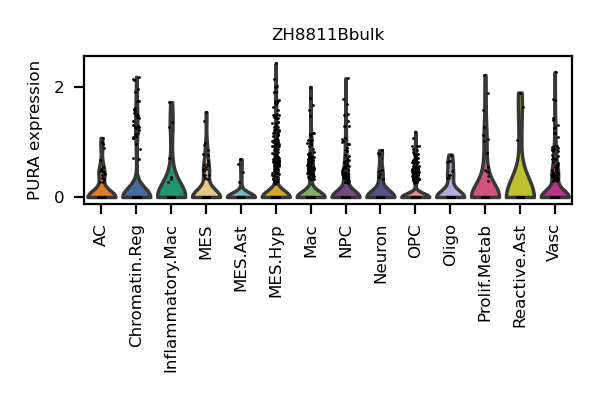 ZH8811Bbulk
PURA expression
2
0
AC
Chromatin.Reg
Inflammatory.Mac
MES
MES.Ast
MES.Hyp
Mac
NPC
Neuron
OPC
Oligo
Prolif.Metab
Reactive.Ast
Vasc